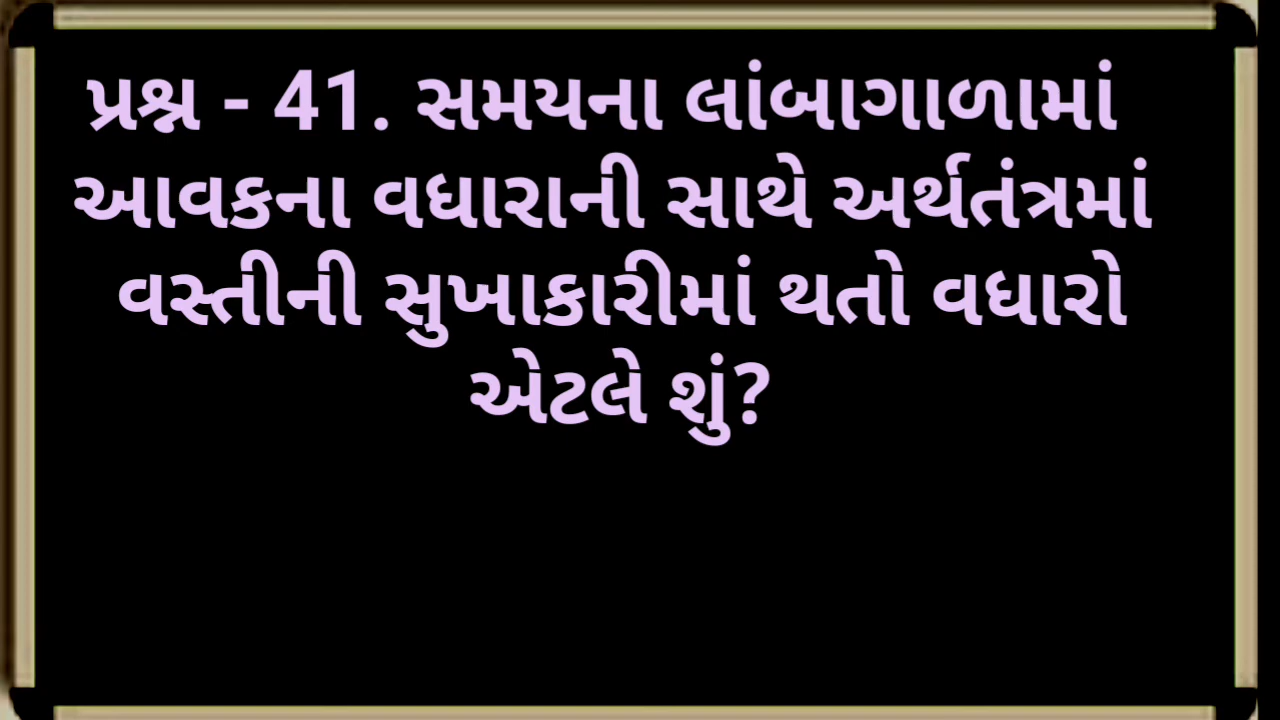 પ્રશ્ન - 41. સમયના લાંબાગાળામાં
આવકના વધારાની સાથે અર્થતંત્રમાં
વસ્તીની સુખાકારીમાં થતો વધારો
એટલે શું?